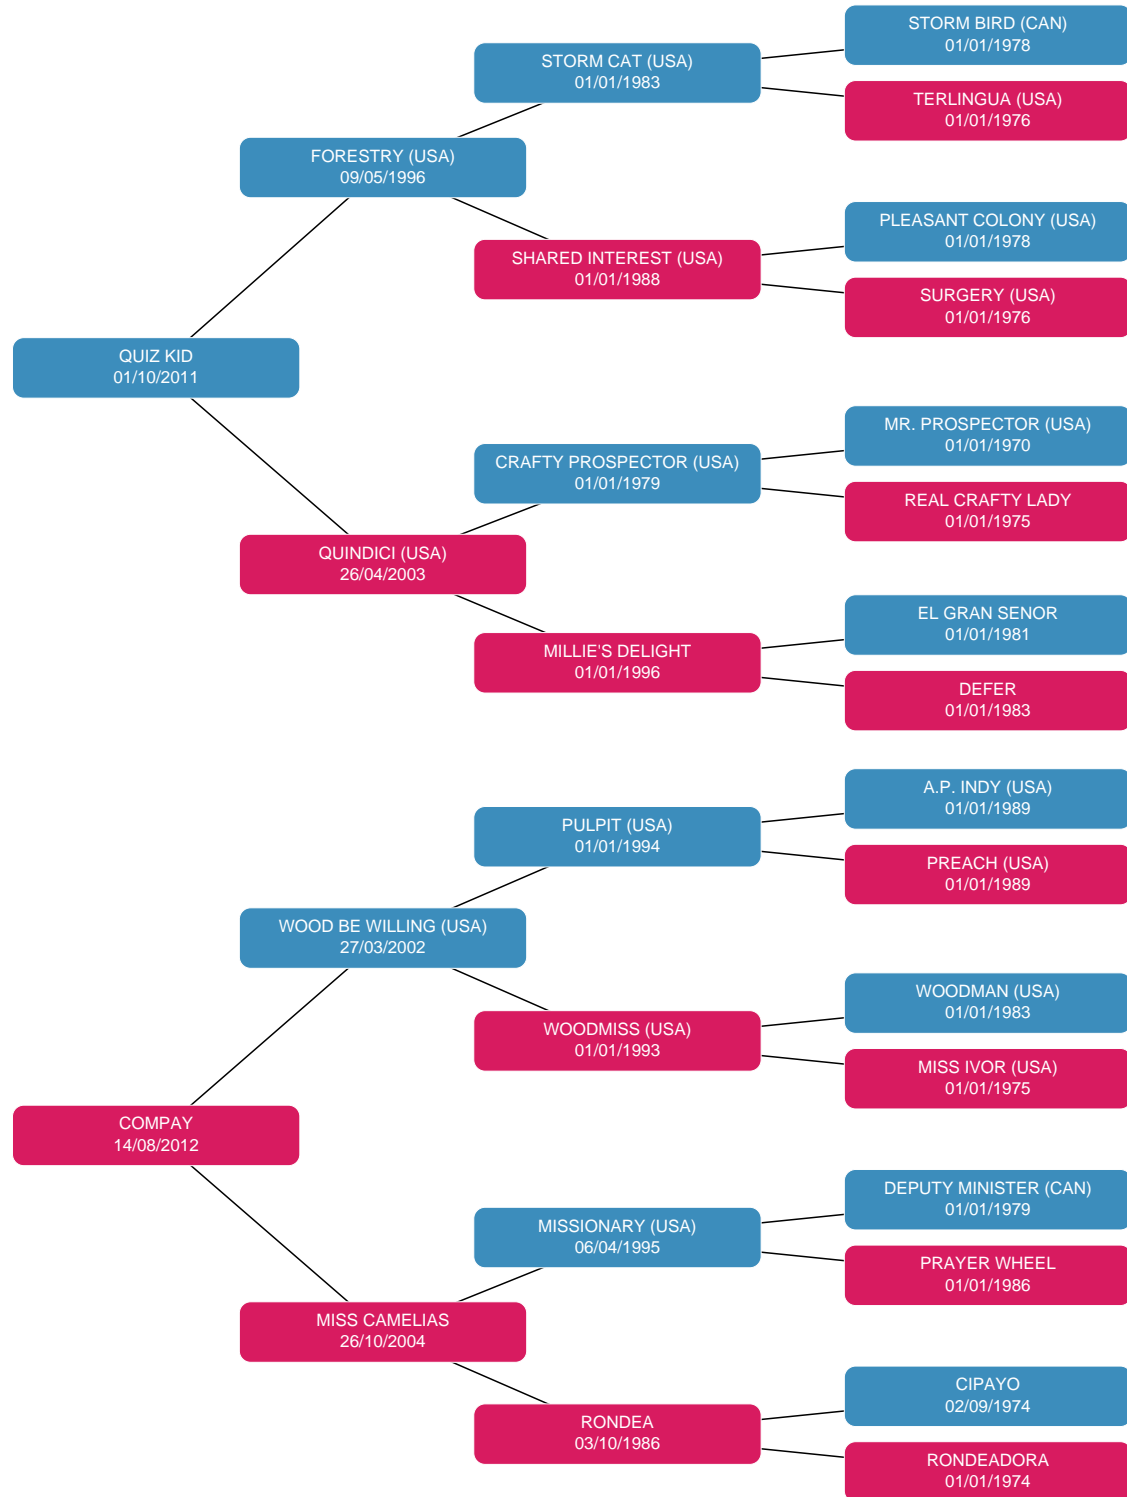 STORM BIRD (CAN)
01/01/1978
STORM CAT (USA)
01/01/1983
TERLINGUA (USA)
01/01/1976
FORESTRY (USA)
09/05/1996
PLEASANT COLONY (USA)
01/01/1978
SHARED INTEREST (USA)
01/01/1988
SURGERY (USA)
01/01/1976
QUIZ KID
01/10/2011
MR. PROSPECTOR (USA)
01/01/1970
CRAFTY PROSPECTOR (USA)
01/01/1979
REAL CRAFTY LADY
01/01/1975
QUINDICI (USA)
26/04/2003
EL GRAN SENOR
01/01/1981
MILLIE'S DELIGHT
01/01/1996
DEFER
01/01/1983
A.P. INDY (USA)
01/01/1989
PULPIT (USA)
01/01/1994
PREACH (USA)
01/01/1989
WOOD BE WILLING (USA)
27/03/2002
WOODMAN (USA)
01/01/1983
WOODMISS (USA)
01/01/1993
MISS IVOR (USA)
01/01/1975
COMPAY
14/08/2012
DEPUTY MINISTER (CAN)
01/01/1979
MISSIONARY (USA)
06/04/1995
PRAYER WHEEL
01/01/1986
MISS CAMELIAS
26/10/2004
CIPAYO
02/09/1974
RONDEA
03/10/1986
RONDEADORA
01/01/1974